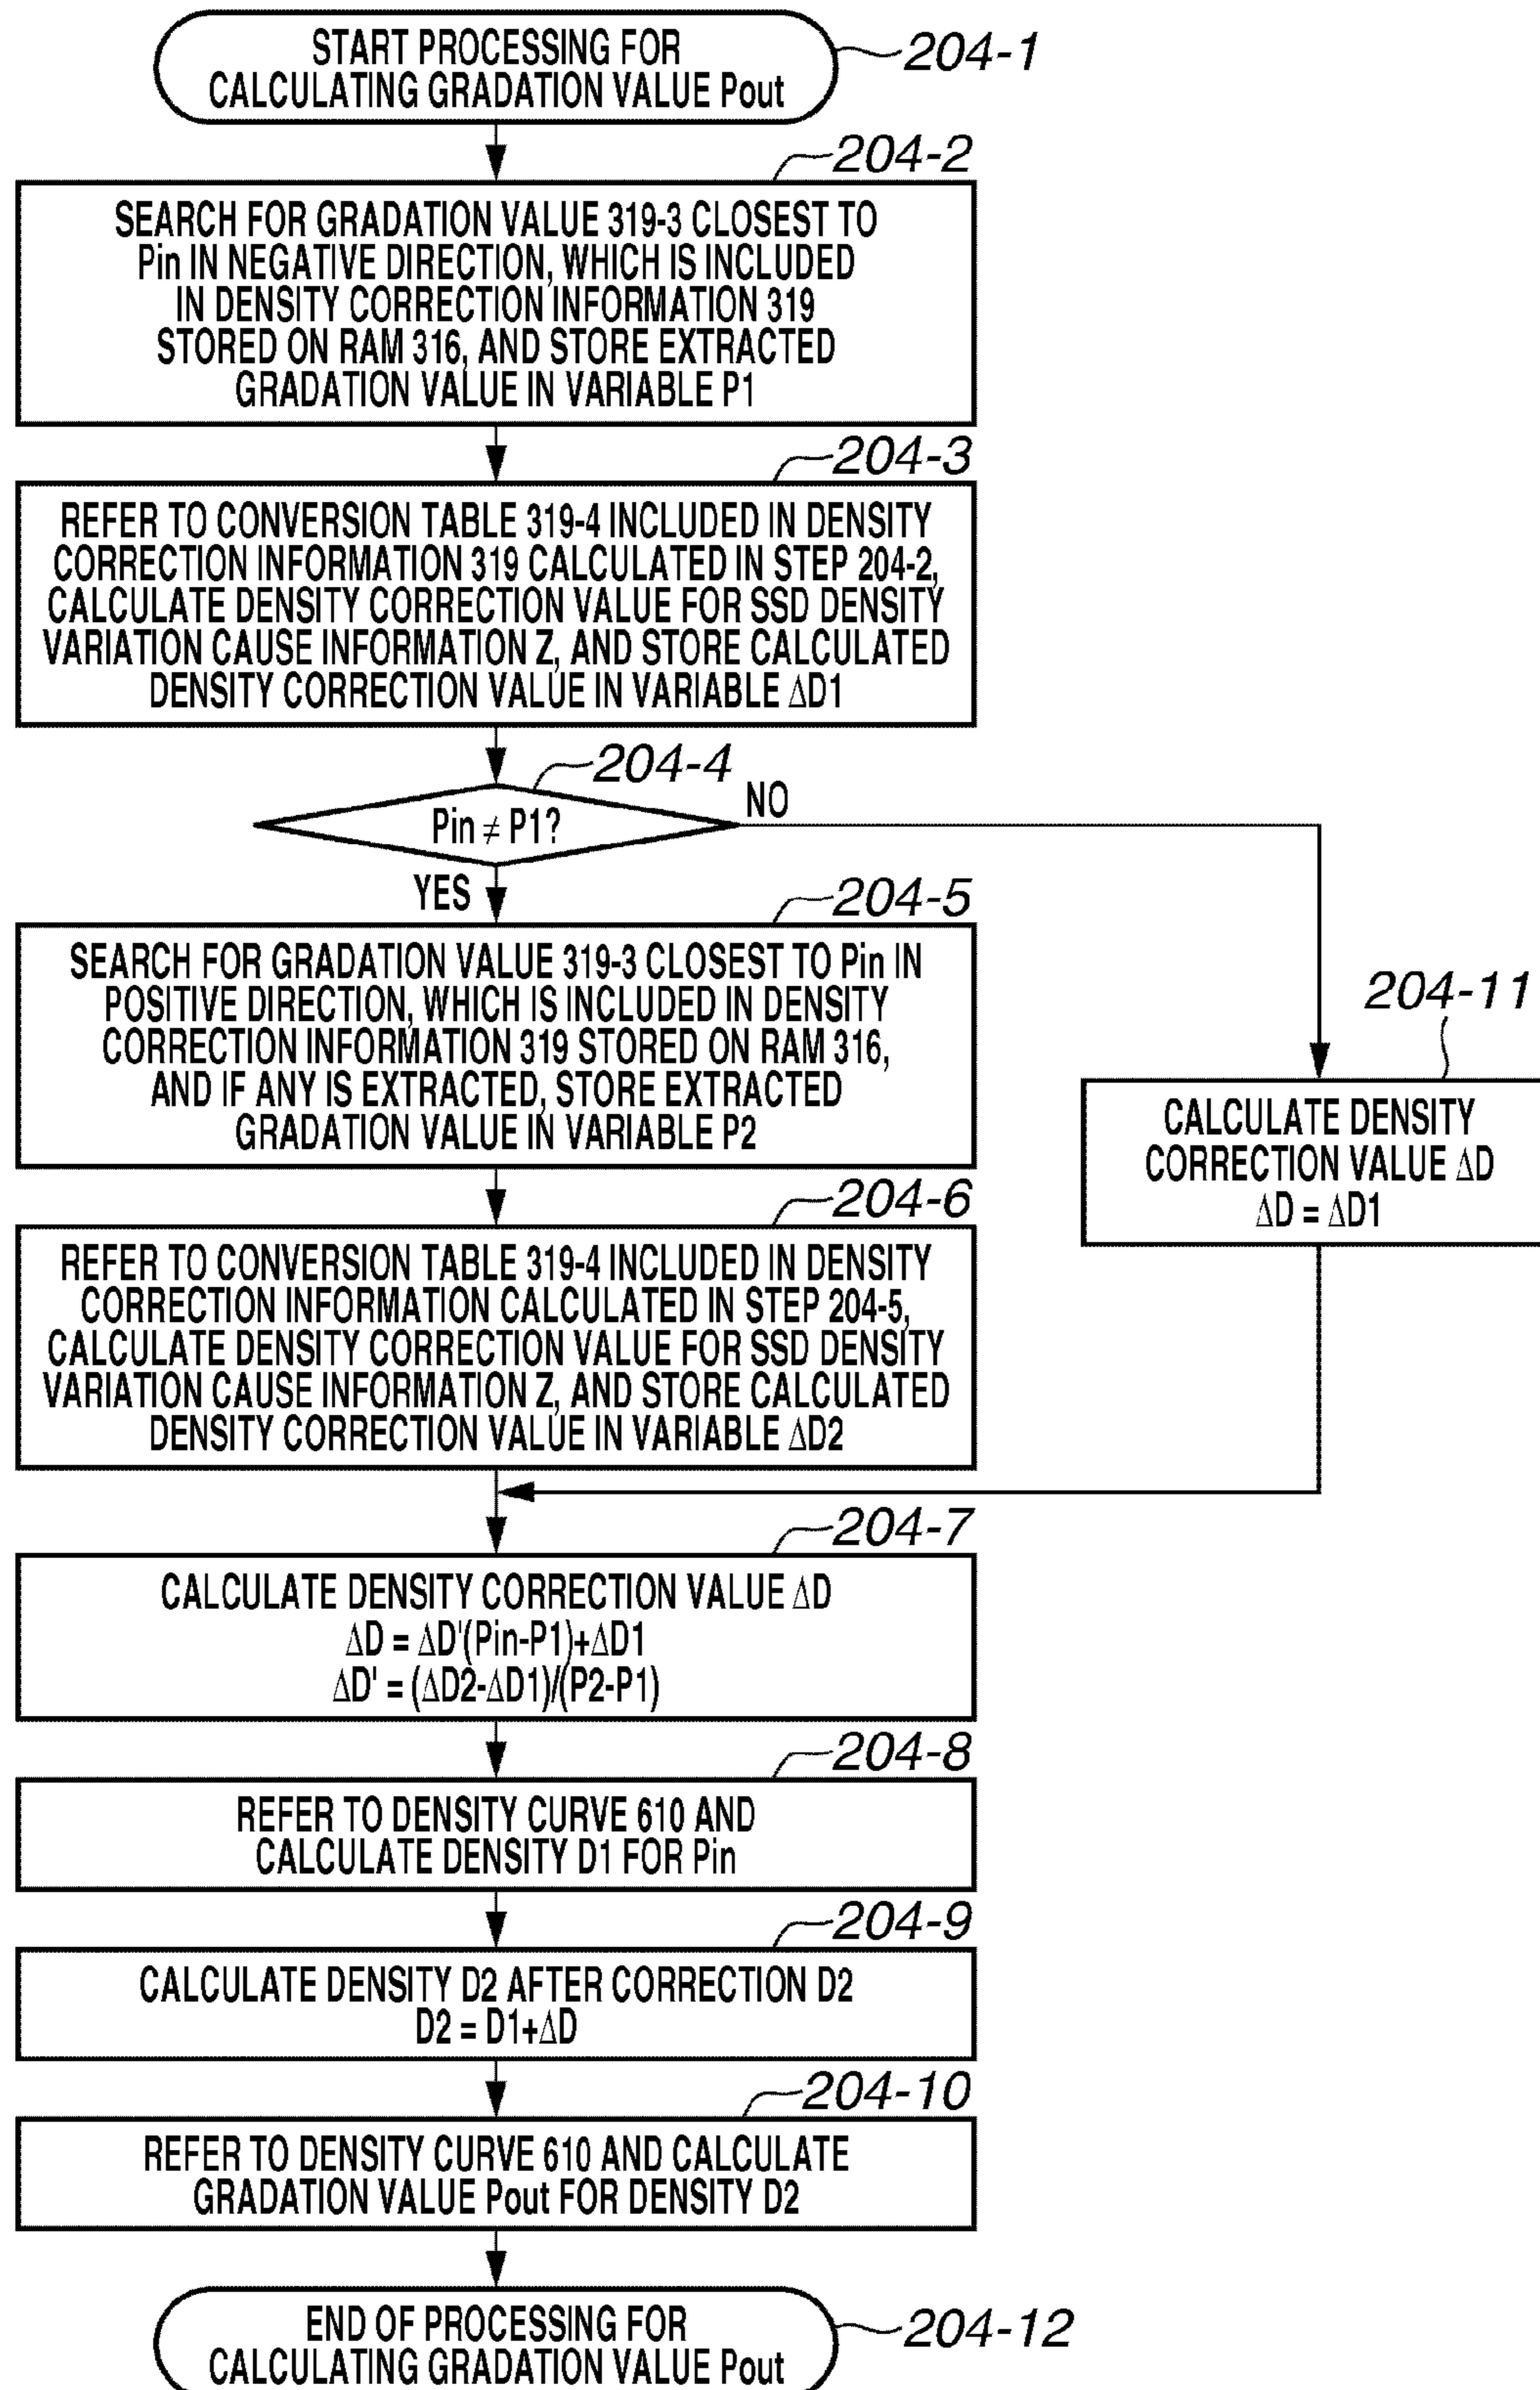 START PROCESSING FOR
CALCULATING GRADATION VALUE Pout
204-1
204-2
SEARCH FOR GRADATION VALUE 319-3 CLOSEST TO
Pin IN NEGATIVE DIRECTION, WHICH IS INCLUDED
IN DENSITY CORRECTION INFORMATION 319
STORED ON RAM 316, AND STORE EXTRACTED
GRADATION VALUE IN VARIABLE P1
204-3
REFER TO CONVERSION TABLE 319-4 INCLUDED IN DENSITY
CORRECTION INFORMATION 319 CALCULATED IN STEP 204-2,
CALCULATE DENSITY CORRECTION VALUE FOR SSD DENSITY
VARIATION CAUSE INFORMATION Z, AND STORE CALCULATED
DENSITY CORRECTION VALUE IN VARIABLE ΔD1
204-4
Pin ≠ P1?
NO
YES
204-5
SEARCH FOR GRADATION VALUE 319-3 CLOSEST TO Pin IN
POSITIVE DIRECTION, WHICH IS INCLUDED IN DENSITY
CORRECTION INFORMATION 319 STORED ON RAM 316,
AND IF ANY IS EXTRACTED, STORE EXTRACTED
GRADATION VALUE IN VARIABLE P2
204-11
CALCULATE DENSITY
CORRECTION VALUE ΔD
ΔD = ΔD1
204-6
REFER TO CONVERSION TABLE 319-4 INCLUDED IN DENSITY
CORRECTION INFORMATION CALCULATED IN STEP 204-5,
CALCULATE DENSITY CORRECTION VALUE FOR SSD DENSITY
VARIATION CAUSE INFORMATION Z, AND STORE CALCULATED
DENSITY CORRECTION VALUE IN VARIABLE ΔD2
204-7
CALCULATE DENSITY CORRECTION VALUE ΔD
ΔD = ΔD'(Pin-P1)+ΔD1
ΔD' = (ΔD2-ΔD1)/(P2-P1)
204-8
REFER TO DENSITY CURVE 610 AND
CALCULATE DENSITY D1 FOR Pin
204-9
CALCULATE DENSITY D2 AFTER CORRECTION D2
D2 = D1+ΔD
204-10
REFER TO DENSITY CURVE 610 AND CALCULATE
GRADATION VALUE Pout FOR DENSITY D2
END OF PROCESSING FOR
CALCULATING GRADATION VALUE Pout
204-12